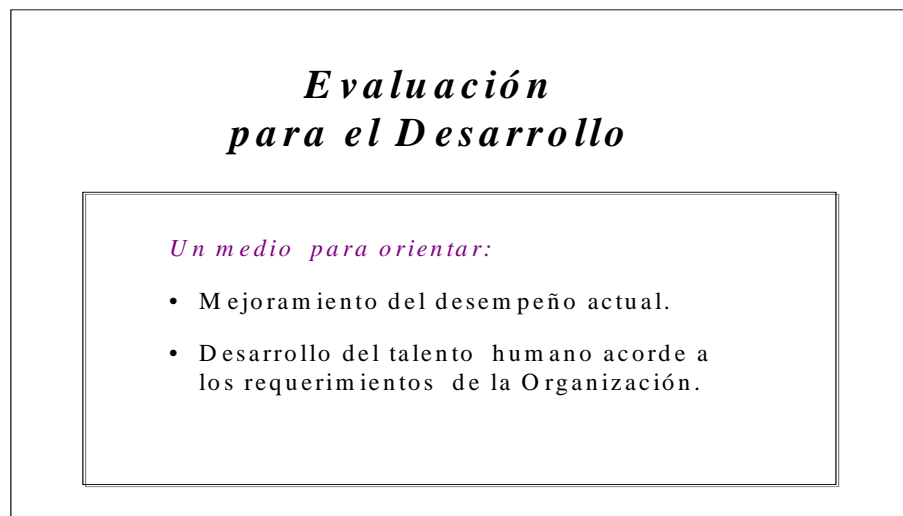 Evaluación
para el Desarrollo
Un medio para orientar:
• Mejoramiento del desempeño actual.
• Desarrollo del talento humano acorde a
los requerimientos de la Organización.